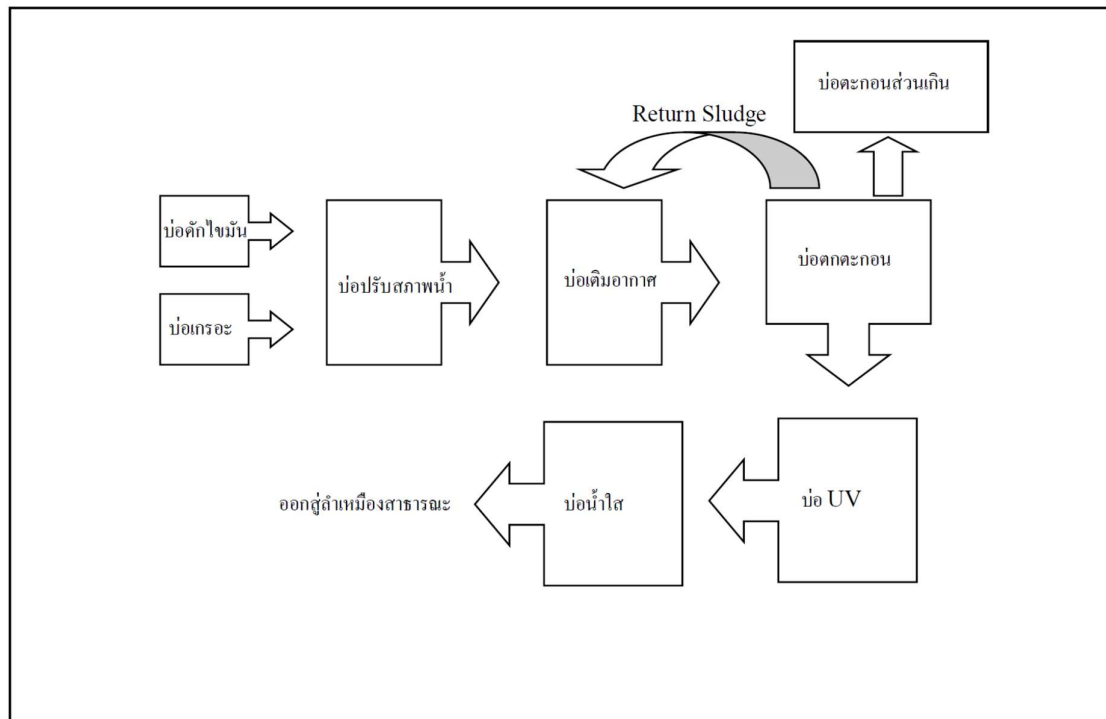 บ่อตะกอนส่วนเกิน
Return Sludge
บ่อดักไขมัน
บ่อปรับสภาพน้ำ
บ่อเติมอากาศ
บ่อตกตะกอน
บ่อเกรอะ
ออกสู่ลำเหมืองสาธารณะ
บ่อน้ำใส
บ่อ UV